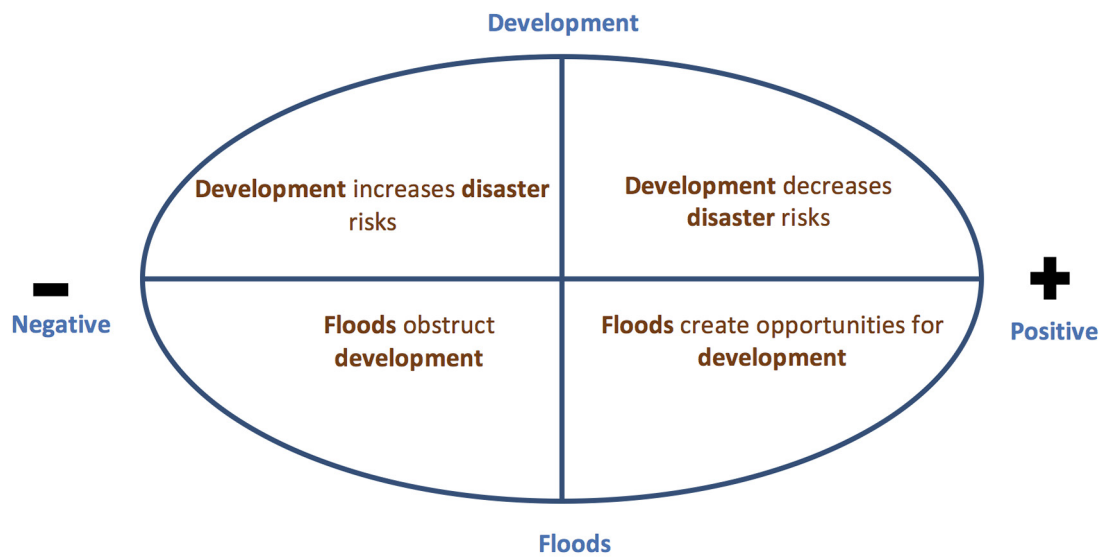 Development
Development increases disaster
risks
Development decreases
disaster risks
Negative
Positive
Floods obstruct
development
Floods create opportunities for
development
Floods